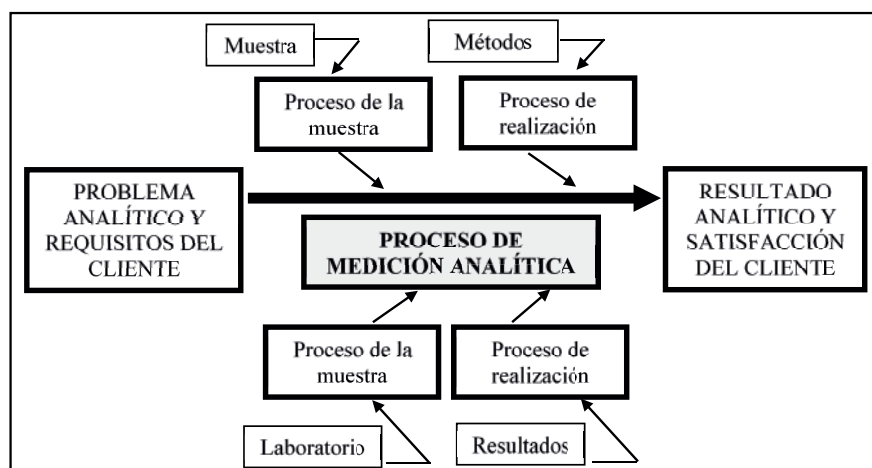 Muestra
Métodos
Proceso de la
muestra
Proceso de
realización
PROBLEMA
ANALÍTICO Y
REQUISITOS DEL
CLIENTE
RESULTADO
ANALÍTICO Y
SATISFACCIÓN
DEL CLIENTE
PROCESO DE
MEDICIÓN ANALÍTICA
Proceso de la
muestra
Proceso de
realización
Laboratorio
Resultados